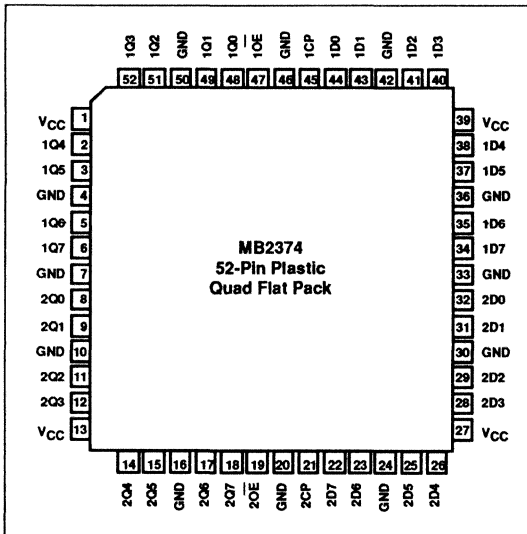 1Q3 1Q2 GND 1Q1 1Q0 1OE GND 1CP 1D0 1D1 GND 1D2 1D3
52 51 50 49 48 47 46 45 44 43 42 41 40
VCC 1
1Q4 2
1Q5 3
GND 4
1Q6 5
1Q7 6
GND 7
2Q0 8
2Q1 9
GND 10
2Q2 11
2Q3 12
VCC 13
MB2374
52-Pin Plastic
Quad Flat Pack
39 VCC
38 1D4
37 1D5
36 GND
35 1D6
34 1D7
33 GND
32 2D0
31 2D1
30 GND
29 2D2
28 2D3
27 VCC
14 15 16 17 18 19 20 21 22 23 24 25 26
2Q4 2Q5 GND 2Q6 2Q7 2OE GND 2CP 2D7 2D6 GND 2D5 2D4